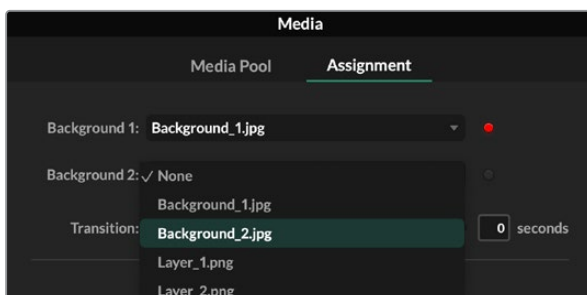 Media
Media Pool Assignment
Background 1: Background_1.jpg
Background 2: ✓ None
Background_1.jpg
Transition: Background_2.jpg 0 seconds
Layer_1.png
Layer_2.png